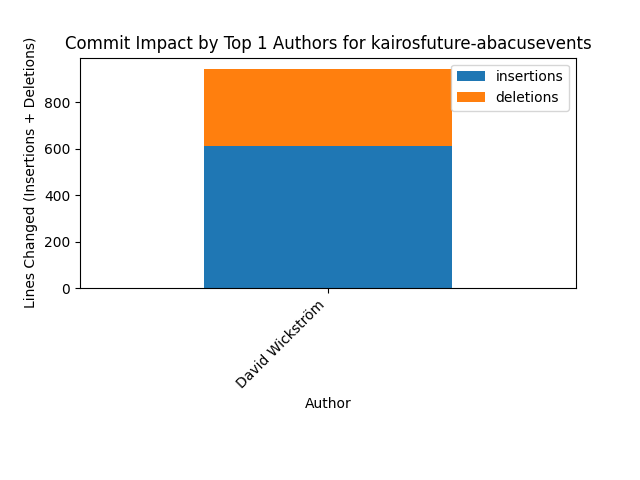 Commit Impact by Top 1 Authors for kairosfuture-abacusevents
Lines Changed (Insertions + Deletions)
800
600
400
200
0
insertions
deletions
David Wickström
Author